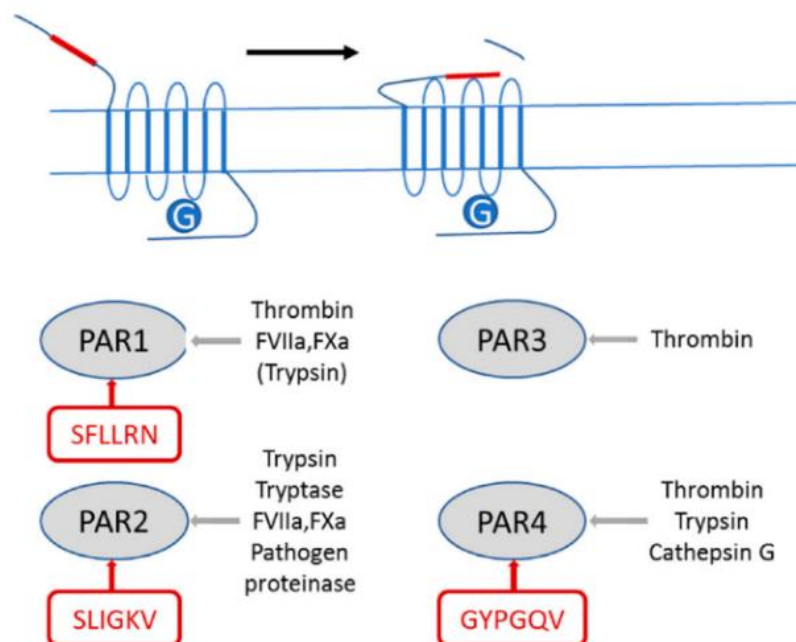 G
G
PAR1
Thrombin
FVIIa,FXa
(Trypsin)
SFLLRN
PAR3
Thrombin
PAR2
Trypsin
Tryptase
FVIIa,FXa
Pathogen
proteinase
SLIGKV
PAR4
Thrombin
Trypsin
Cathepsin G
GYPGQV